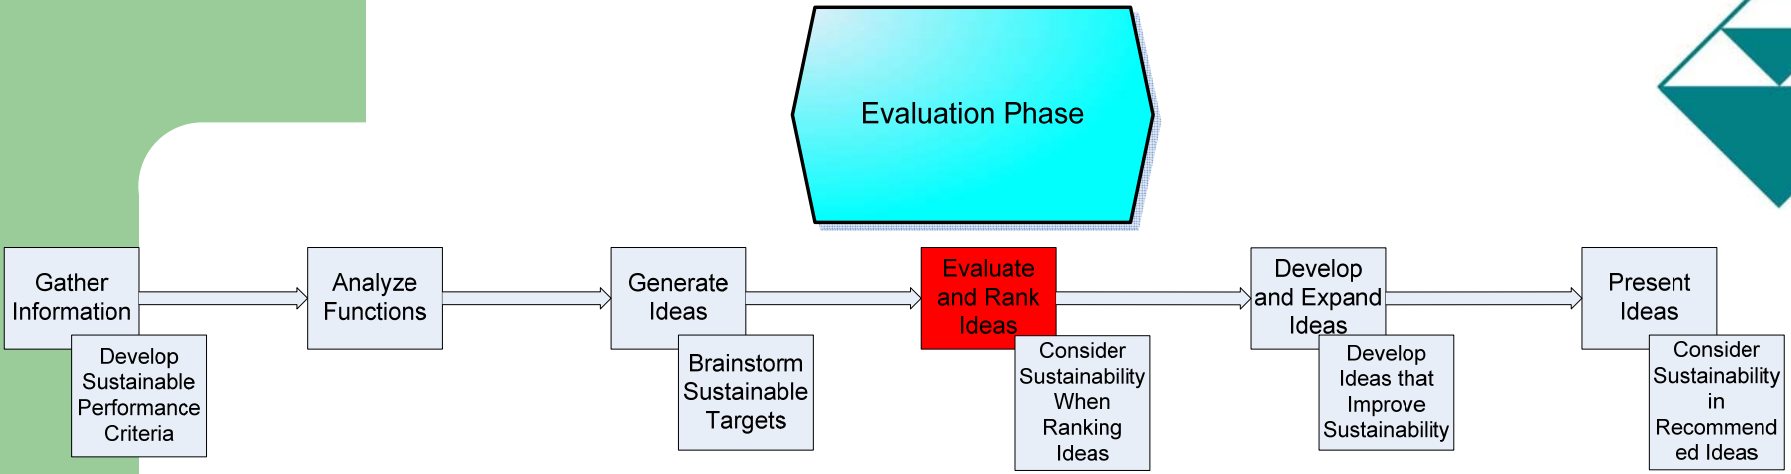 Evaluation Phase
Gather
Information
Develop
Sustainable
Performance
Criteria
Analyze
Functions
Generate
Ideas
Brainstorm
Sustainable
Targets
Evaluate
and Rank
Ideas
Consider
Sustainability
When
Ranking
Ideas
Develop
and Expand
Ideas
Develop
Ideas that
Improve
Sustainability
Present
Ideas
Consider
Sustainability
in
Recommend
ed Ideas